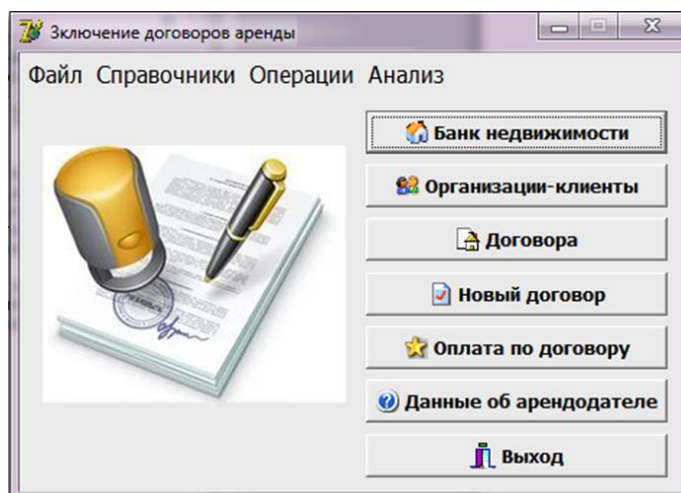 Зключение договоров аренды
Файл Справочники Операции Анализ
Банк недвижимости
Организации-клиенты
Договора
Новый договор
Оплата по договору
Данные об арендодателе
Выход